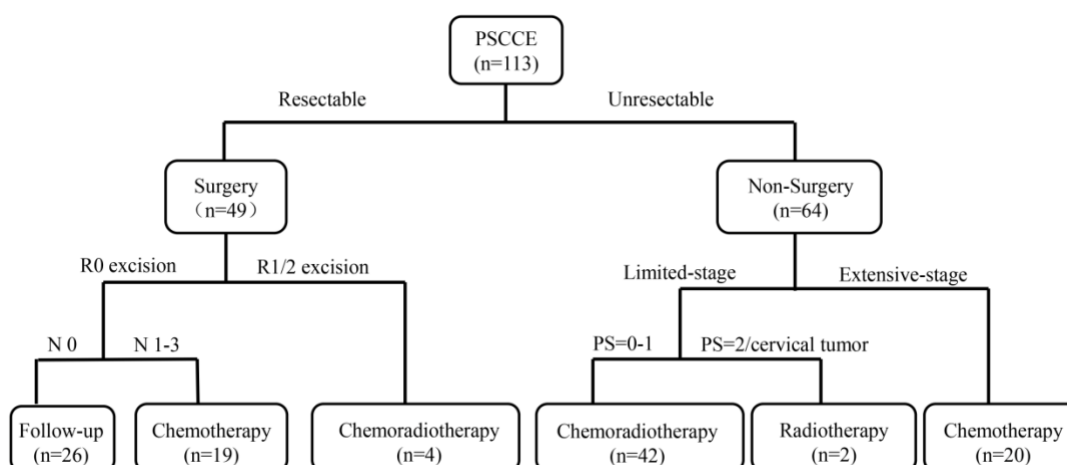 PSCCE
(n=113)
Resectable
Unresectable
Surgery
（n=49）
Non-Surgery
(n=64)
R0 excision
R1/2 excision
Limited-stage
Extensive-stage
N 0
N 1-3
PS=0-1
PS=2/cervical tumor
Follow-up
(n=26)
Chemotherapy
(n=19)
Chemoradiotherapy
(n=4)
Chemoradiotherapy
(n=42)
Radiotherapy
(n=2)
Chemotherapy
(n=20)